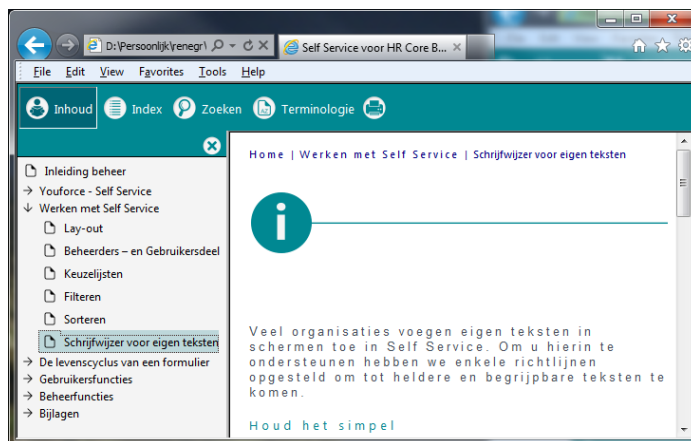 D:\Persoonlijk\renegr\
Self Service voor HR Core B...
File Edit View Favorites Tools Help
Inhoud Index Zoeken Terminologie
Inleiding beheer
Youforce - Self Service
Werken met Self Service
Lay-out
Beheerders – en Gebruikersdeel
Keuzelijsten
Filteren
Sorteren
Schrijfwijzer voor eigen teksten
De levenscyclus van een formulier
Gebruikersfuncties
Beheerfuncties
Bijlagen
Home | Werken met Self Service | Schrijfwijzer voor eigen teksten
i
Veel organisaties voegen eigen teksten in
schermen toe in Self Service. Om u hierin te
ondersteunen hebben we enkele richtlijnen
opgesteld om tot heldere en begrijpbare teksten te
komen.
Houd het simpel